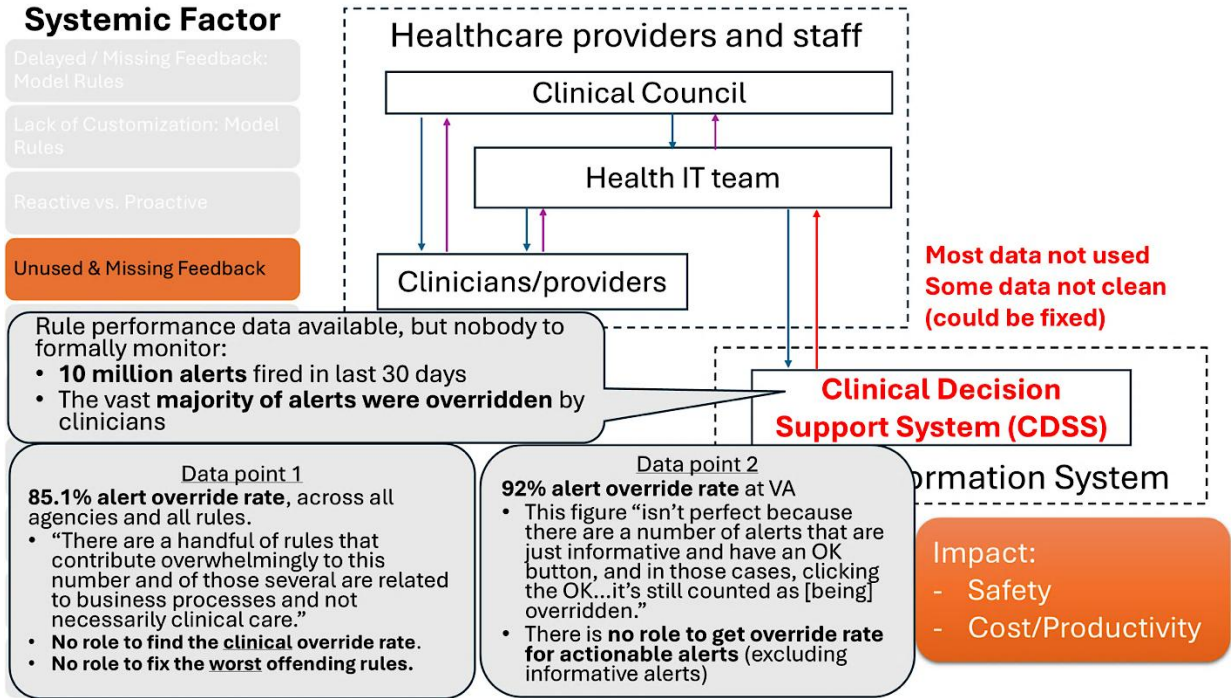 Systemic Factor
Delayed / Missing Feedback:
Model Rules
Lack of Customization: Model
Rules
Reactive vs. Proactive
Unused & Missing Feedback
Healthcare providers and staff
Clinical Council
Health IT team
Clinicians/providers
Most data not used
Some data not clean
(could be fixed)
Rule performance data available, but nobody to
formally monitor:
• 10 million alerts fired in last 30 days
• The vast majority of alerts were overridden by
clinicians
Clinical Decision
Support System (CDSS)
ormation System
Data point 1
85.1% alert override rate, across all
agencies and all rules.
• “There are a handful of rules that
contribute overwhelmingly to this
number and of those several are related
to business processes and not
necessarily clinical care.”
• No role to find the clinical override rate.
• No role to fix the worst offending rules.
Data point 2
92% alert override rate at VA
• This figure “isn’t perfect because
there are a number of alerts that are
just informative and have an OK
button, and in those cases, clicking
the OK...it’s still counted as [being]
overridden.”
• There is no role to get override rate
for actionable alerts (excluding
informative alerts)
Impact:
- Safety
- Cost/Productivity